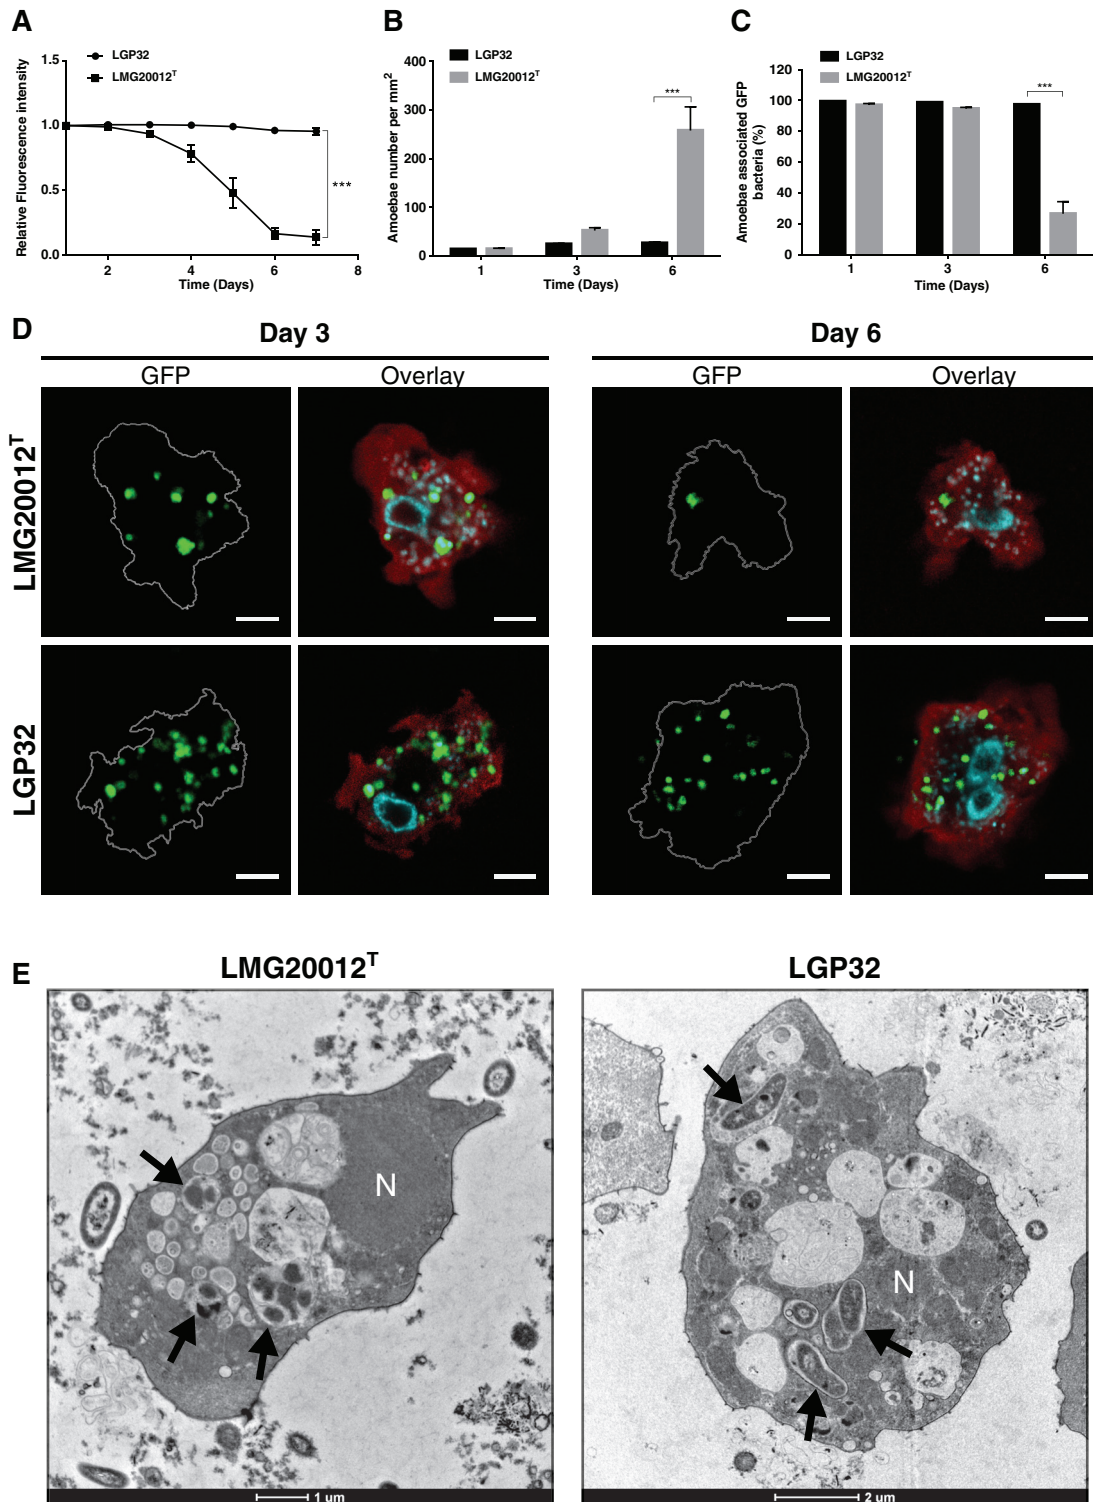 A
B
C
LGP32
LMG20012T
1.5
1.0
0.5
0.0
Relative Fluorescence intensity
2
4
6
8
Time (Days)
***
LGP32
LMG20012T
400
300
200
100
0
Amoebae number per mm2
1
3
6
Time (Days)
***
LGP32
LMG20012T
120
100
80
60
40
20
0
Amoebae associated GFP
bacteria (%)
1
3
6
Time (Days)
***
D
Day 3
Day 6
GFP
Overlay
GFP
Overlay
LMG20012T
LGP32
E
LMG20012T
LGP32
N
N
1 um
2 um